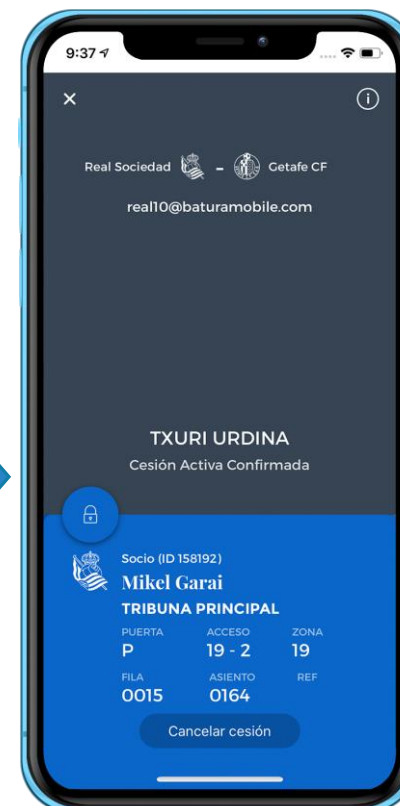 9:37
Real Sociedad - Getafe CF
real10@baturamobile.com
TXURI URDINA
Cesión Activa Confirmada
Socio (ID 158192)
Mikel Garai
TRIBUNA PRINCIPAL
PUERTA ACCESO ZONA
P 19 - 2 19
FILA ASIENTO REF
0015 0164
Cancelar cesión